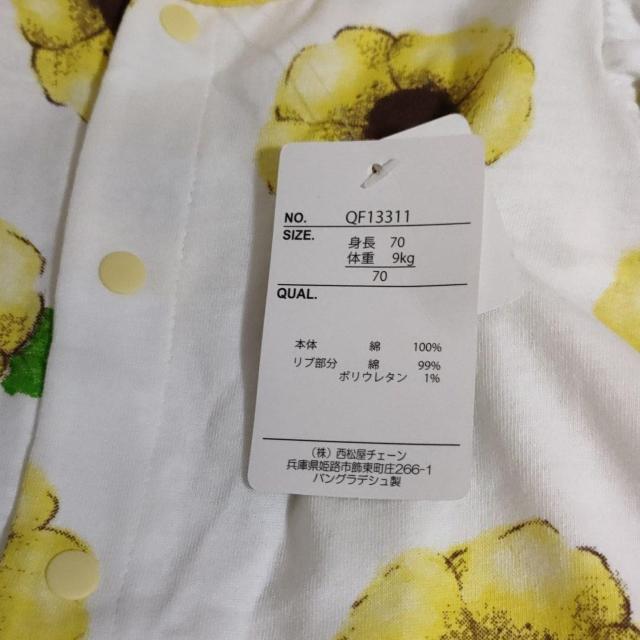 NO. QF13311
SIZE. 身長 70
体重 9kg
70
QUAL.
本体 綿 100%
リブ部分 綿 99%
ポリウレタン 1%
(株) 西松屋チェーン
兵庫県姫路市飾東町庄266-1
バングラデシュ製